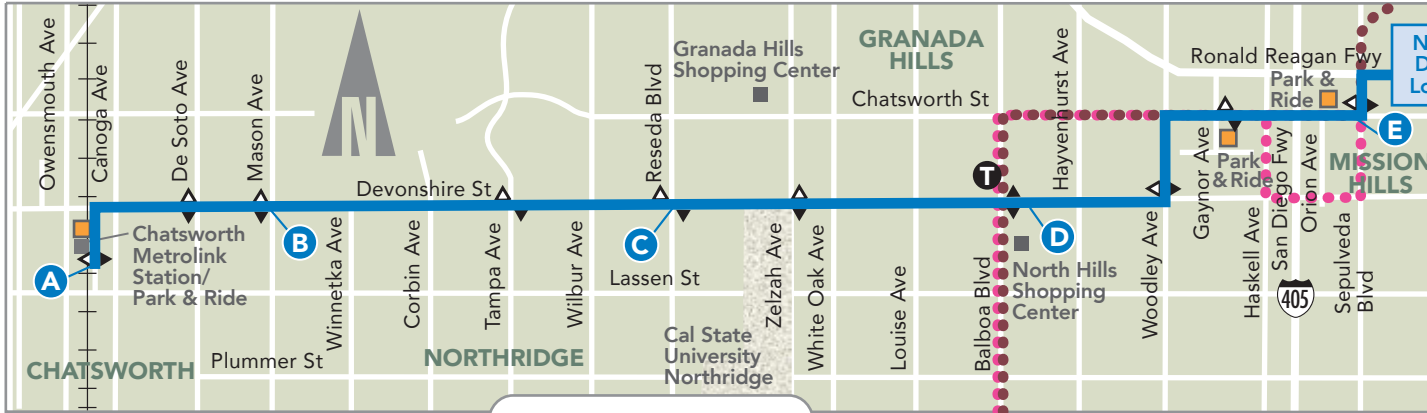 Owensmouth Ave
Canoga Ave
De Soto Ave
Mason Ave
N
Reseda Blvd
Granada Hills
Shopping Center
GRANADA
HILLS
Chatsworth St
Hayvenhurst Ave
Ronald Reagan Fwy
Park &
Ride
E
MISSION
HILLS
Park
& Ride
Gaynor Ave
Haskell Ave
San Diego Fwy
Orion Ave
Sepulveda
Blvd
405
Devonshire St
T
A
B
C
D
Chatsworth
Metrolink
Station/
Park & Ride
Winnetka Ave
Corbin Ave
Tampa Ave
Wilbur Ave
Lassen St
Zelzah Ave
White Oak Ave
Louise Ave
Balboa Blvd
North Hills
Shopping
Center
Woodley Ave
CHATSWORTH
Plummer St
NORTHRIDGE
Cal State
University
Northridge